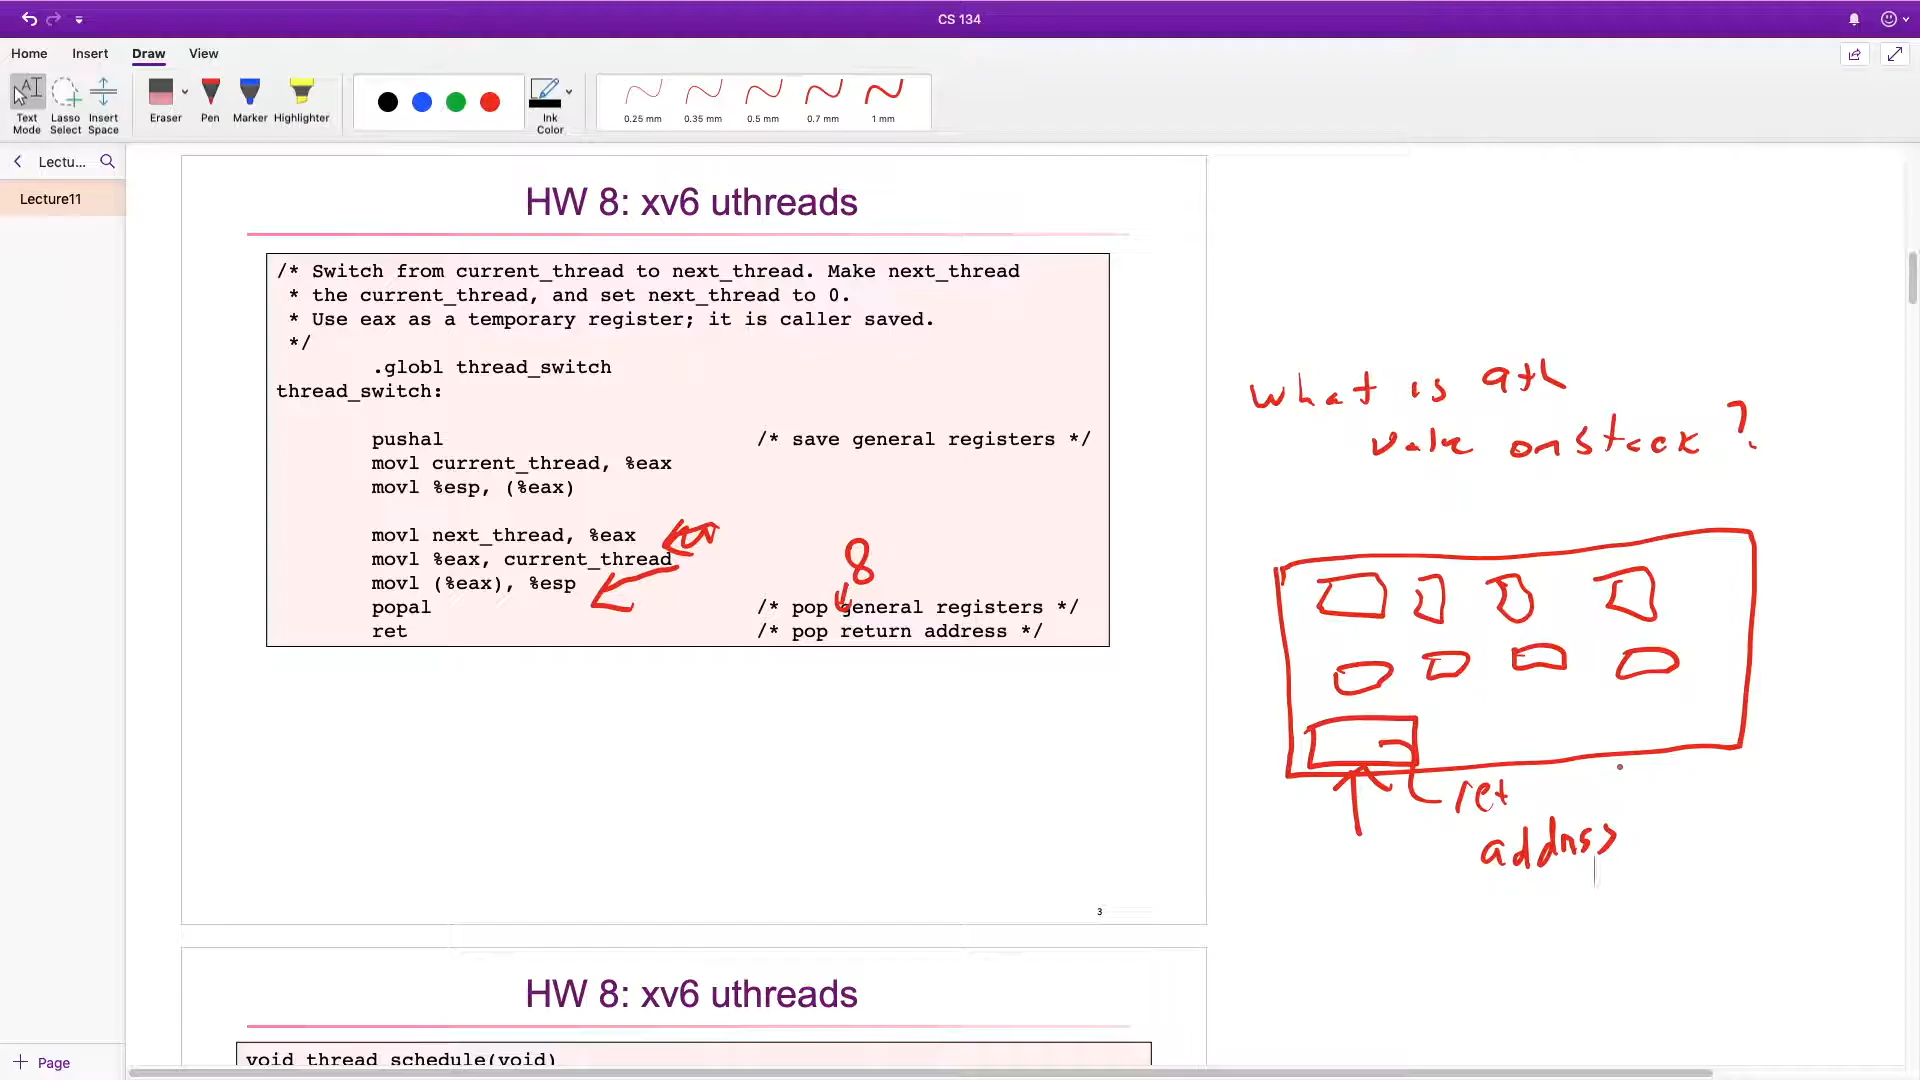 CS 134
Home Insert Draw View
Text Mode
Lasso Select
Insert Space
Eraser
Pen
Marker
Highlighter
Ink Color
0.25 mm
0.35 mm
0.5 mm
0.7 mm
1 mm
Lectu...
Lecture11
HW 8: xv6 uthreads
/* Switch from current_thread to next_thread. Make next_thread
* the current_thread, and set next_thread to 0.
* Use eax as a temporary register; it is caller saved.
*/
.globl thread_switch
thread_switch:
pushal /* save general registers */
movl current_thread, %eax
movl %esp, (%eax)
movl next_thread, %eax
movl %eax, current_thread
movl (%eax), %esp
popal /* pop general registers */
ret /* pop return address */
8
3
What is 9th
value on stack ?
ret
address
HW 8: xv6 uthreads
void thread_schedule(void)
+ Page